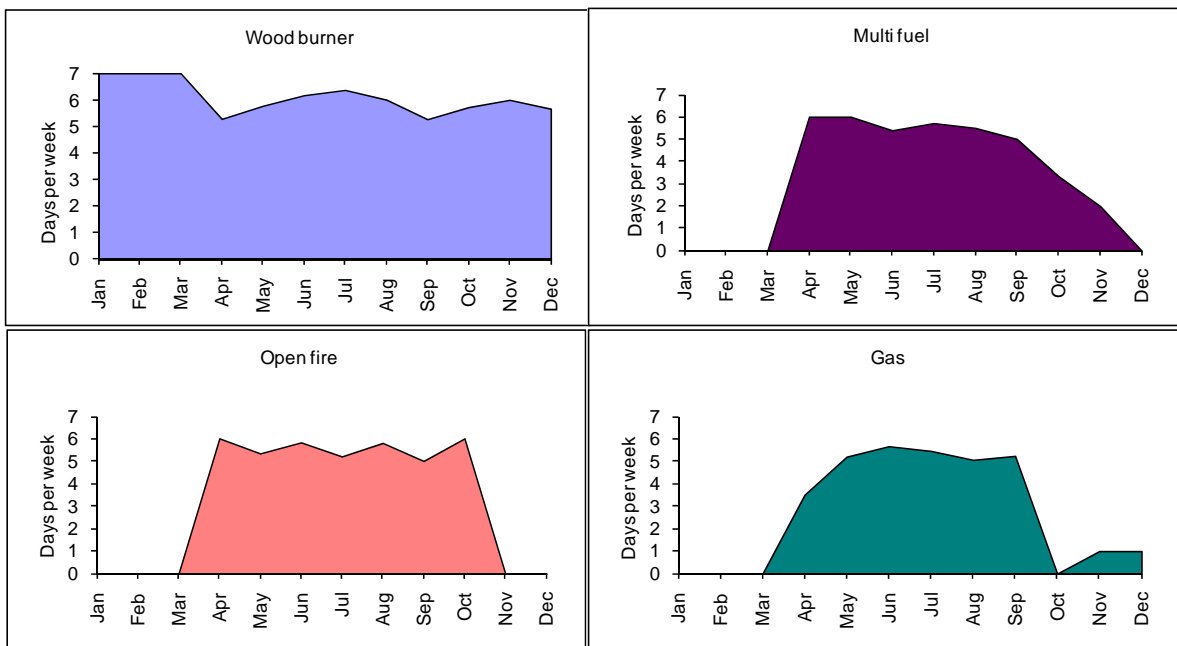 Wood burner
Days per week
7
6
5
4
3
2
1
0
Jan
Feb
Mar
Apr
May
Jun
Jul
Aug
Sep
Oct
Nov
Dec
Multi fuel
Days per week
7
6
5
4
3
2
1
0
Jan
Feb
Mar
Apr
May
Jun
Jul
Aug
Sep
Oct
Nov
Dec
Open fire
Days per week
7
6
5
4
3
2
1
0
Jan
Feb
Mar
Apr
May
Jun
Jul
Aug
Sep
Oct
Nov
Dec
Gas
Days per week
7
6
5
4
3
2
1
0
Jan
Feb
Mar
Apr
May
Jun
Jul
Aug
Sep
Oct
Nov
Dec